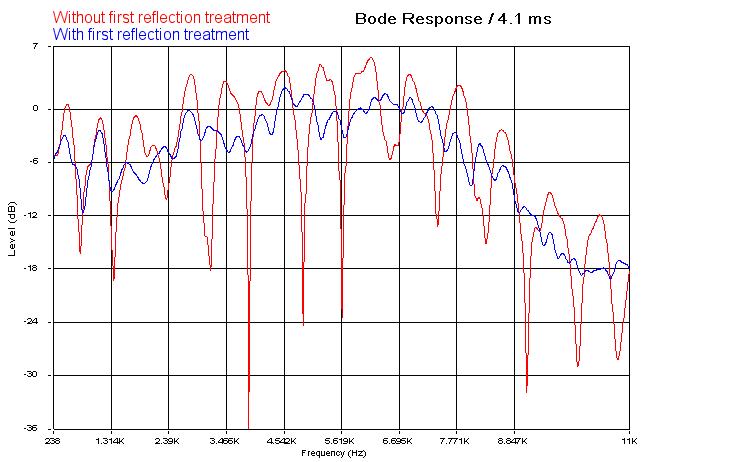 Without first reflection treatment
With first reflection treatment
Bode Response / 4.1 ms
7
0
-6
-12
-18
-24
-30
-36
Level (dB)
238 1.314K 2.39K 3.466K 4.542K 5.619K 6.695K 7.771K 8.847K 11K
Frequency (Hz)